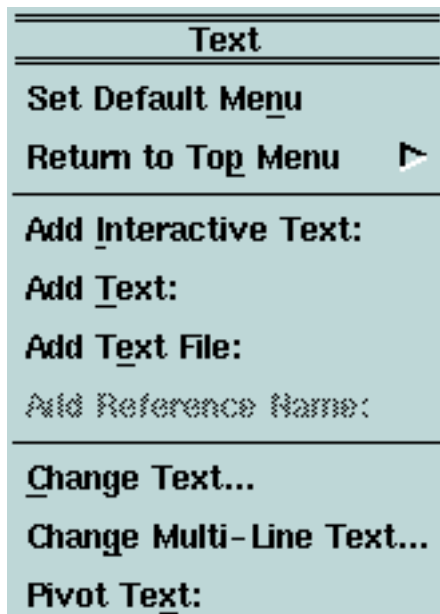 Text
Set Default Menu
Return to Top Menu
Add Interactive Text:
Add Text:
Add Text File:
Add Reference Name:
Change Text...
Change Multi-Line Text...
Pivot Text: